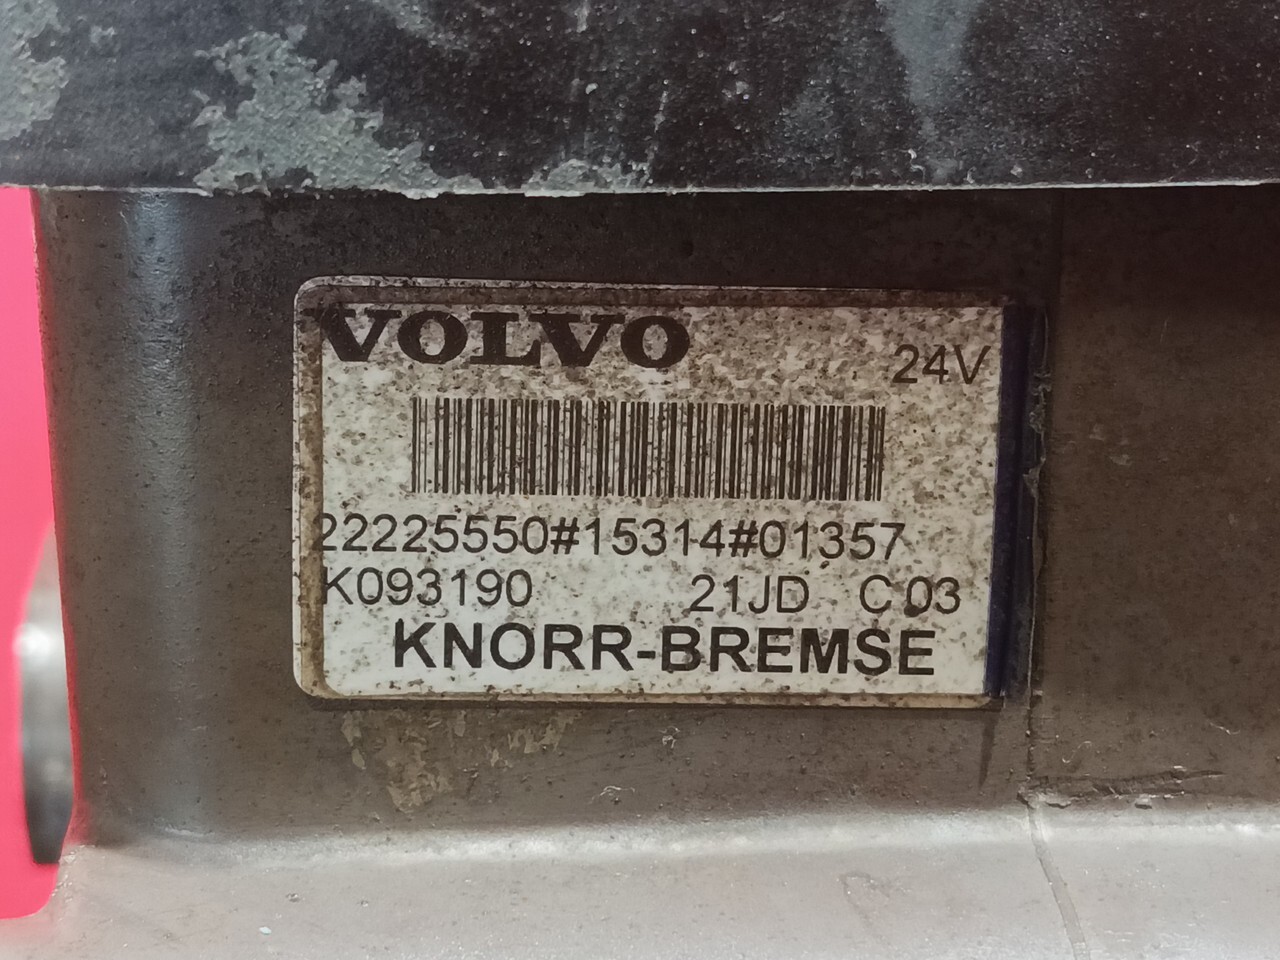 VOLVO
24V
22225550#15314#01357
K093190 21JD C 03
KNORR-BREMSE